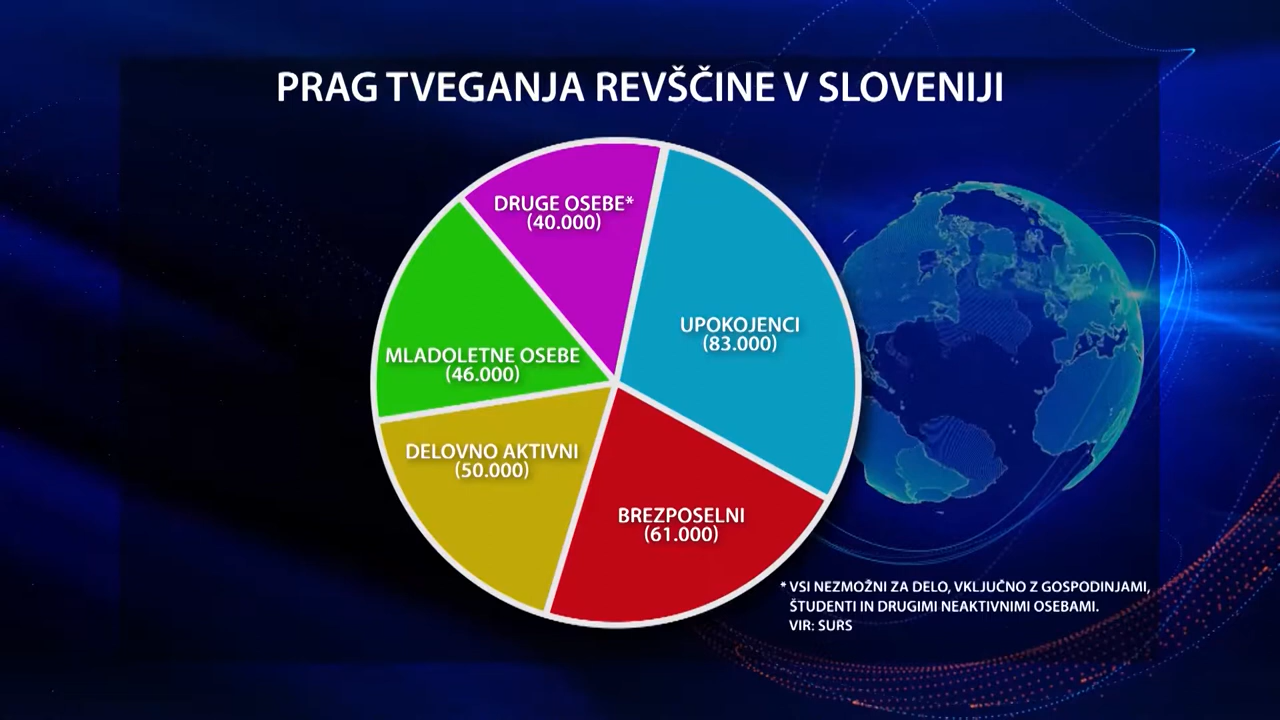 PRAG TVEGANJA REVŠČINE V SLOVENIJI
DRUGE OSEBE*
(40.000)
UPOKOJENCI
(83.000)
MLADOLETNE OSEBE
(46.000)
DELOVNO AKTIVNI
(50.000)
BREZPOSELNI
(61.000)
* VSI NEZMOŽNI ZA DELO, VKLJUČNO Z GOSPODINJAMI,
ŠTUDENTI IN DRUGIMI NEAKTIVNIMI OSEBAMI.
VIR: SURS